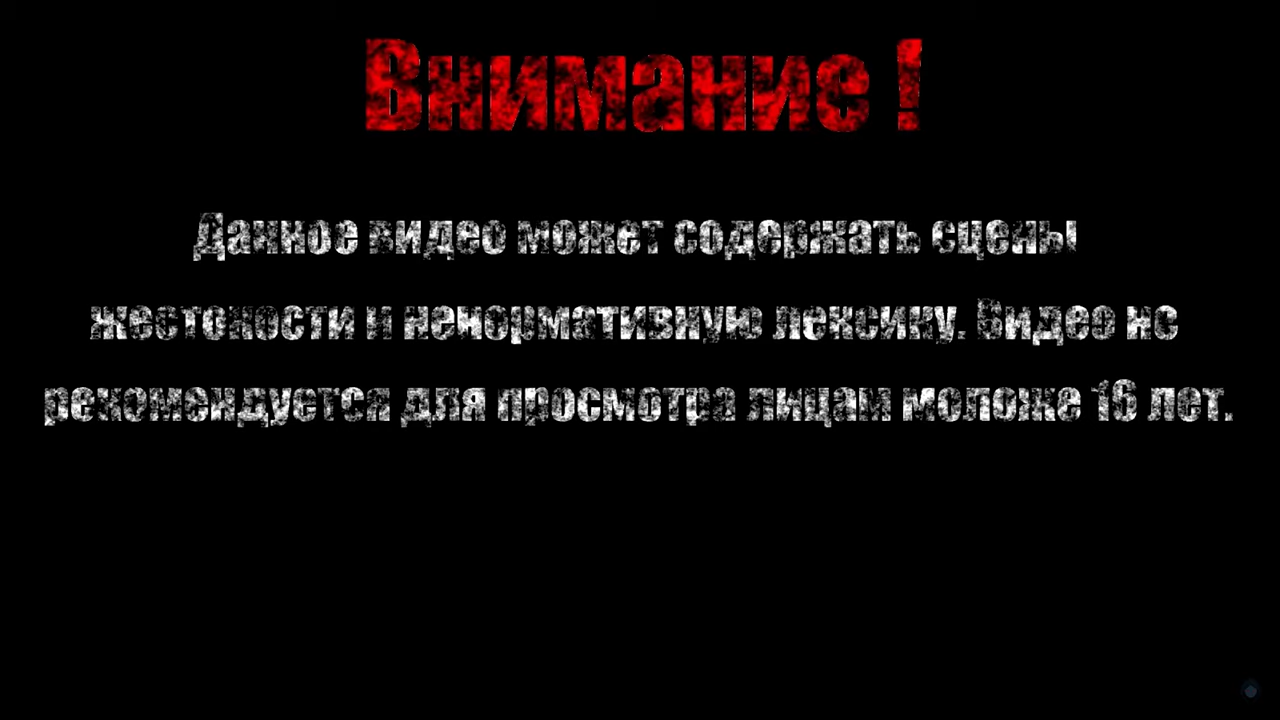 Внимание !
Данное видео может содержать сцены
жестокости и ненормативную лексику. Видео не
рекомендуется для просмотра лицам моложе 16 лет.